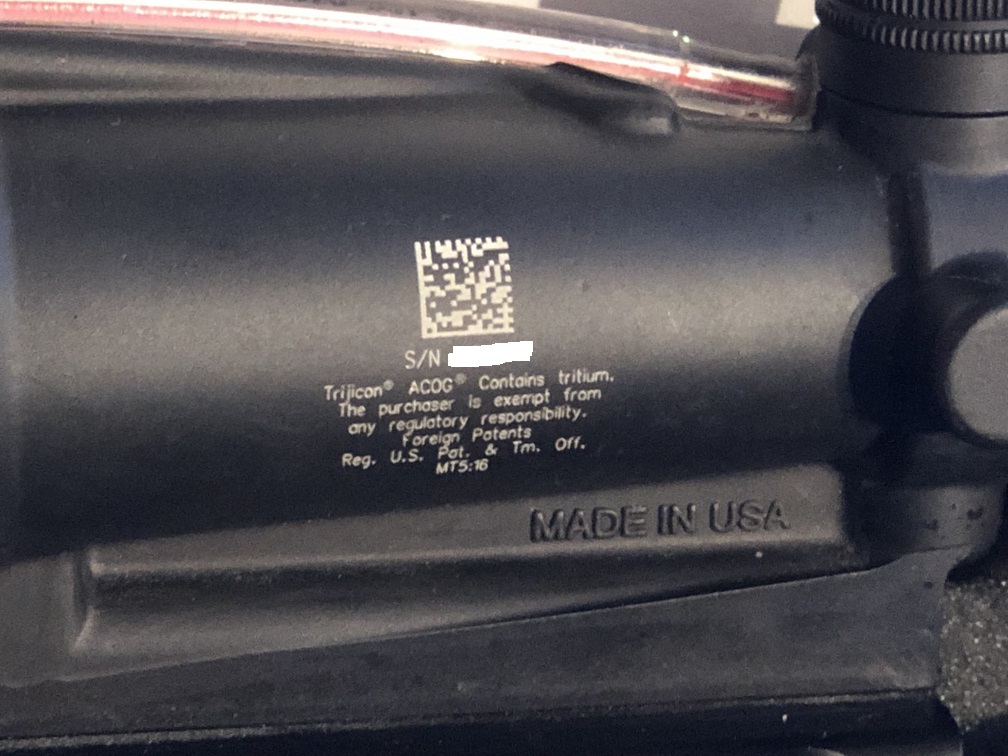 S/N
Trijicon® ACOG® Contains tritium.
The purchaser is exempt from
any regulatory responsibility.
Foreign Patents
Reg. U.S. Pat. & Tm. Off.
MT5:16
MADE IN USA